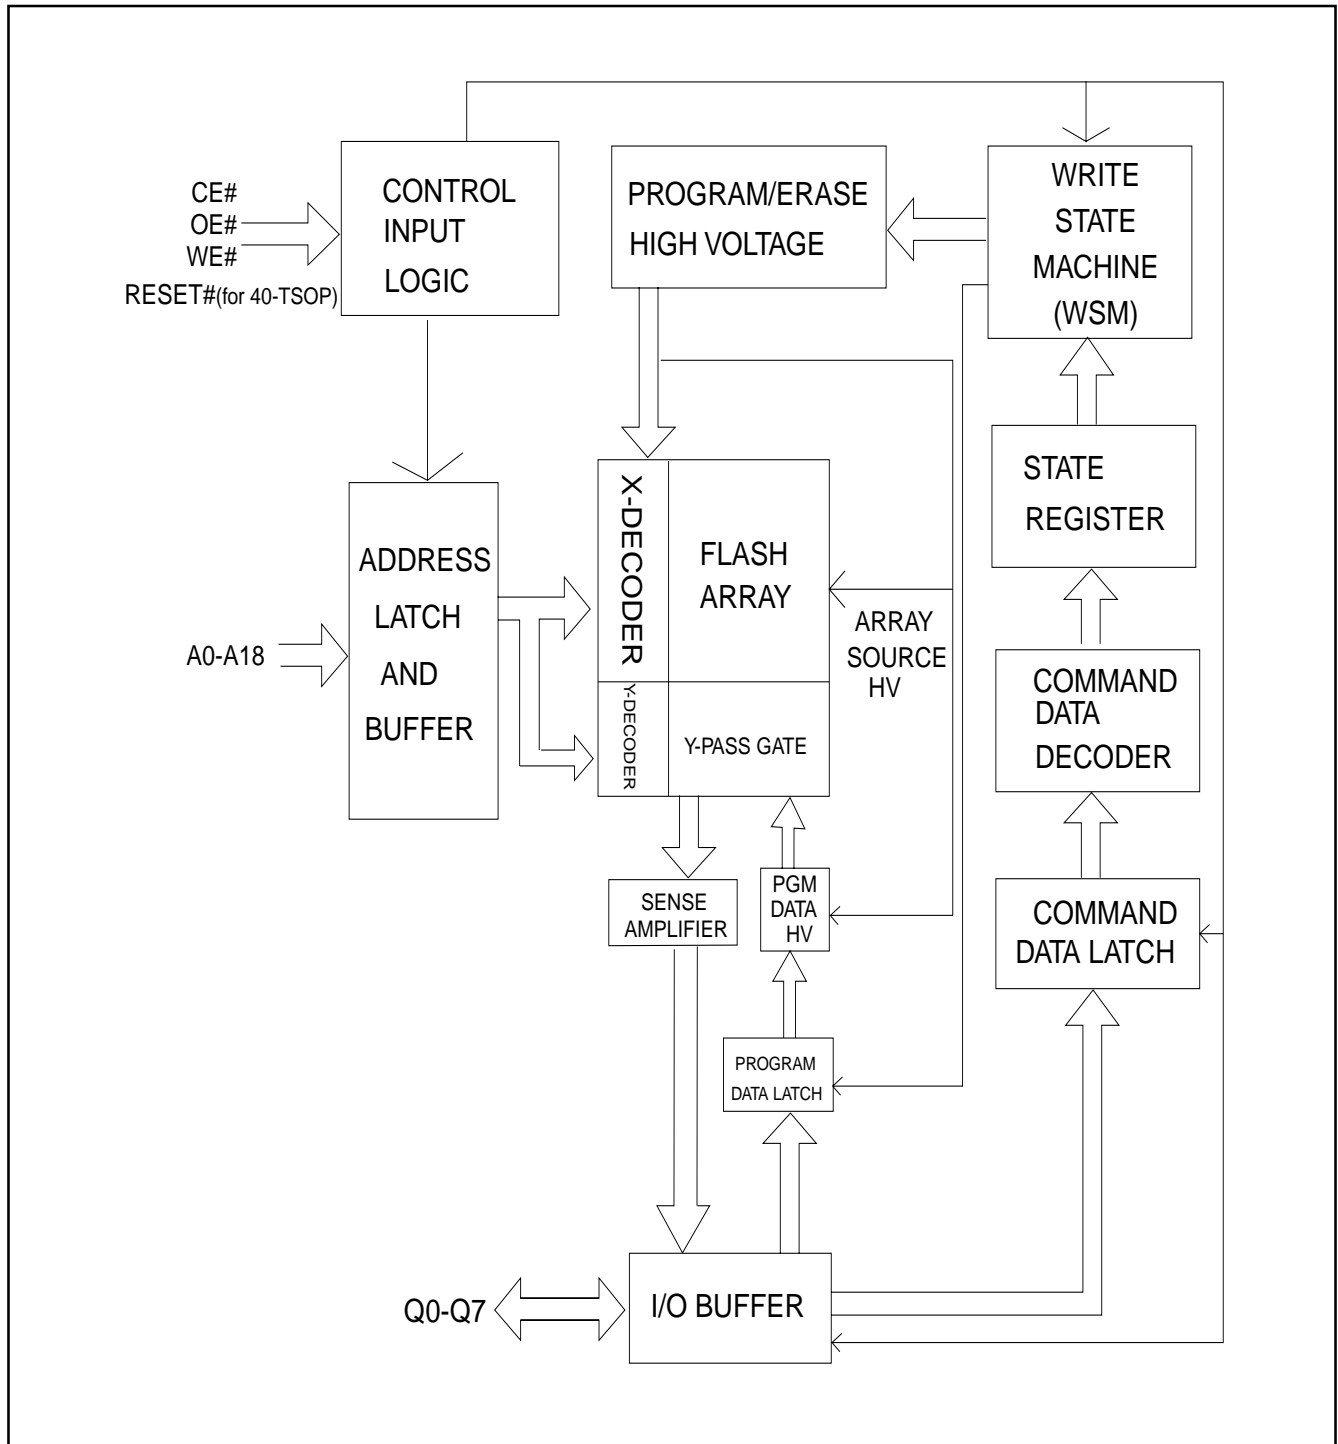 CE#
OE#
WE#
RESET#(for 40-TSOP)
CONTROL
INPUT
LOGIC
PROGRAM/ERASE
HIGH VOLTAGE
WRITE
STATE
MACHINE
(WSM)
STATE
REGISTER
A0-A18
ADDRESS
LATCH
AND
BUFFER
X-DECODER
FLASH
ARRAY
ARRAY
SOURCE
HV
Y-DECODER
Y-PASS GATE
COMMAND
DATA
DECODER
SENSE
AMPLIFIER
PGM
DATA
HV
COMMAND
DATA LATCH
PROGRAM
DATA LATCH
Q0-Q7
I/O BUFFER